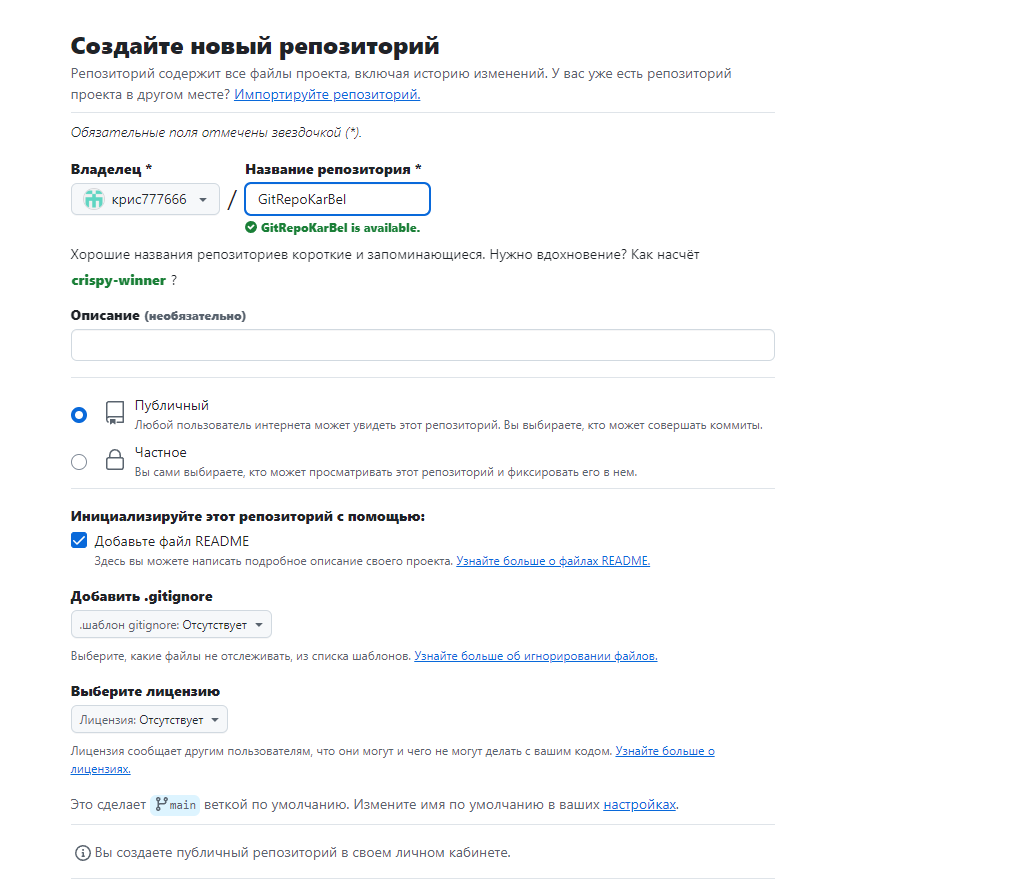 Создайте новый репозиторий
Репозиторий содержит все файлы проекта, включая историю изменений. У вас уже есть репозиторий
проекта в другом месте? Импортируйте репозиторий.
Обязательные поля отмечены звездочкой (*).
Владелец *
Название репозитория *
крис777666
/
GitRepoKarBel
GitRepoKarBel is available.
Хорошие названия репозиториев короткие и запоминающиеся. Нужно вдохновение? Как насчёт
crispy-winner ?
Описание (необязательно)
Публичный
Любой пользователь интернета может увидеть этот репозиторий. Вы выбираете, кто может совершать коммиты.
Частное
Вы сами выбираете, кто может просматривать этот репозиторий и фиксировать его в нем.
Инициализируйте этот репозиторий с помощью:
Добавьте файл README
Здесь вы можете написать подробное описание своего проекта. Узнайте больше о файлах README.
Добавить .gitignore
.шаблон gitignore: Отсутствует
Выберите, какие файлы не отслеживать, из списка шаблонов. Узнайте больше об игнорировании файлов.
Выберите лицензию
Лицензия: Отсутствует
Лицензия сообщает другим пользователям, что они могут и чего не могут делать с вашим кодом. Узнайте больше о
лицензиях.
Это сделает main веткой по умолчанию. Измените имя по умолчанию в ваших настройках.
Вы создаете публичный репозиторий в своем личном кабинете.